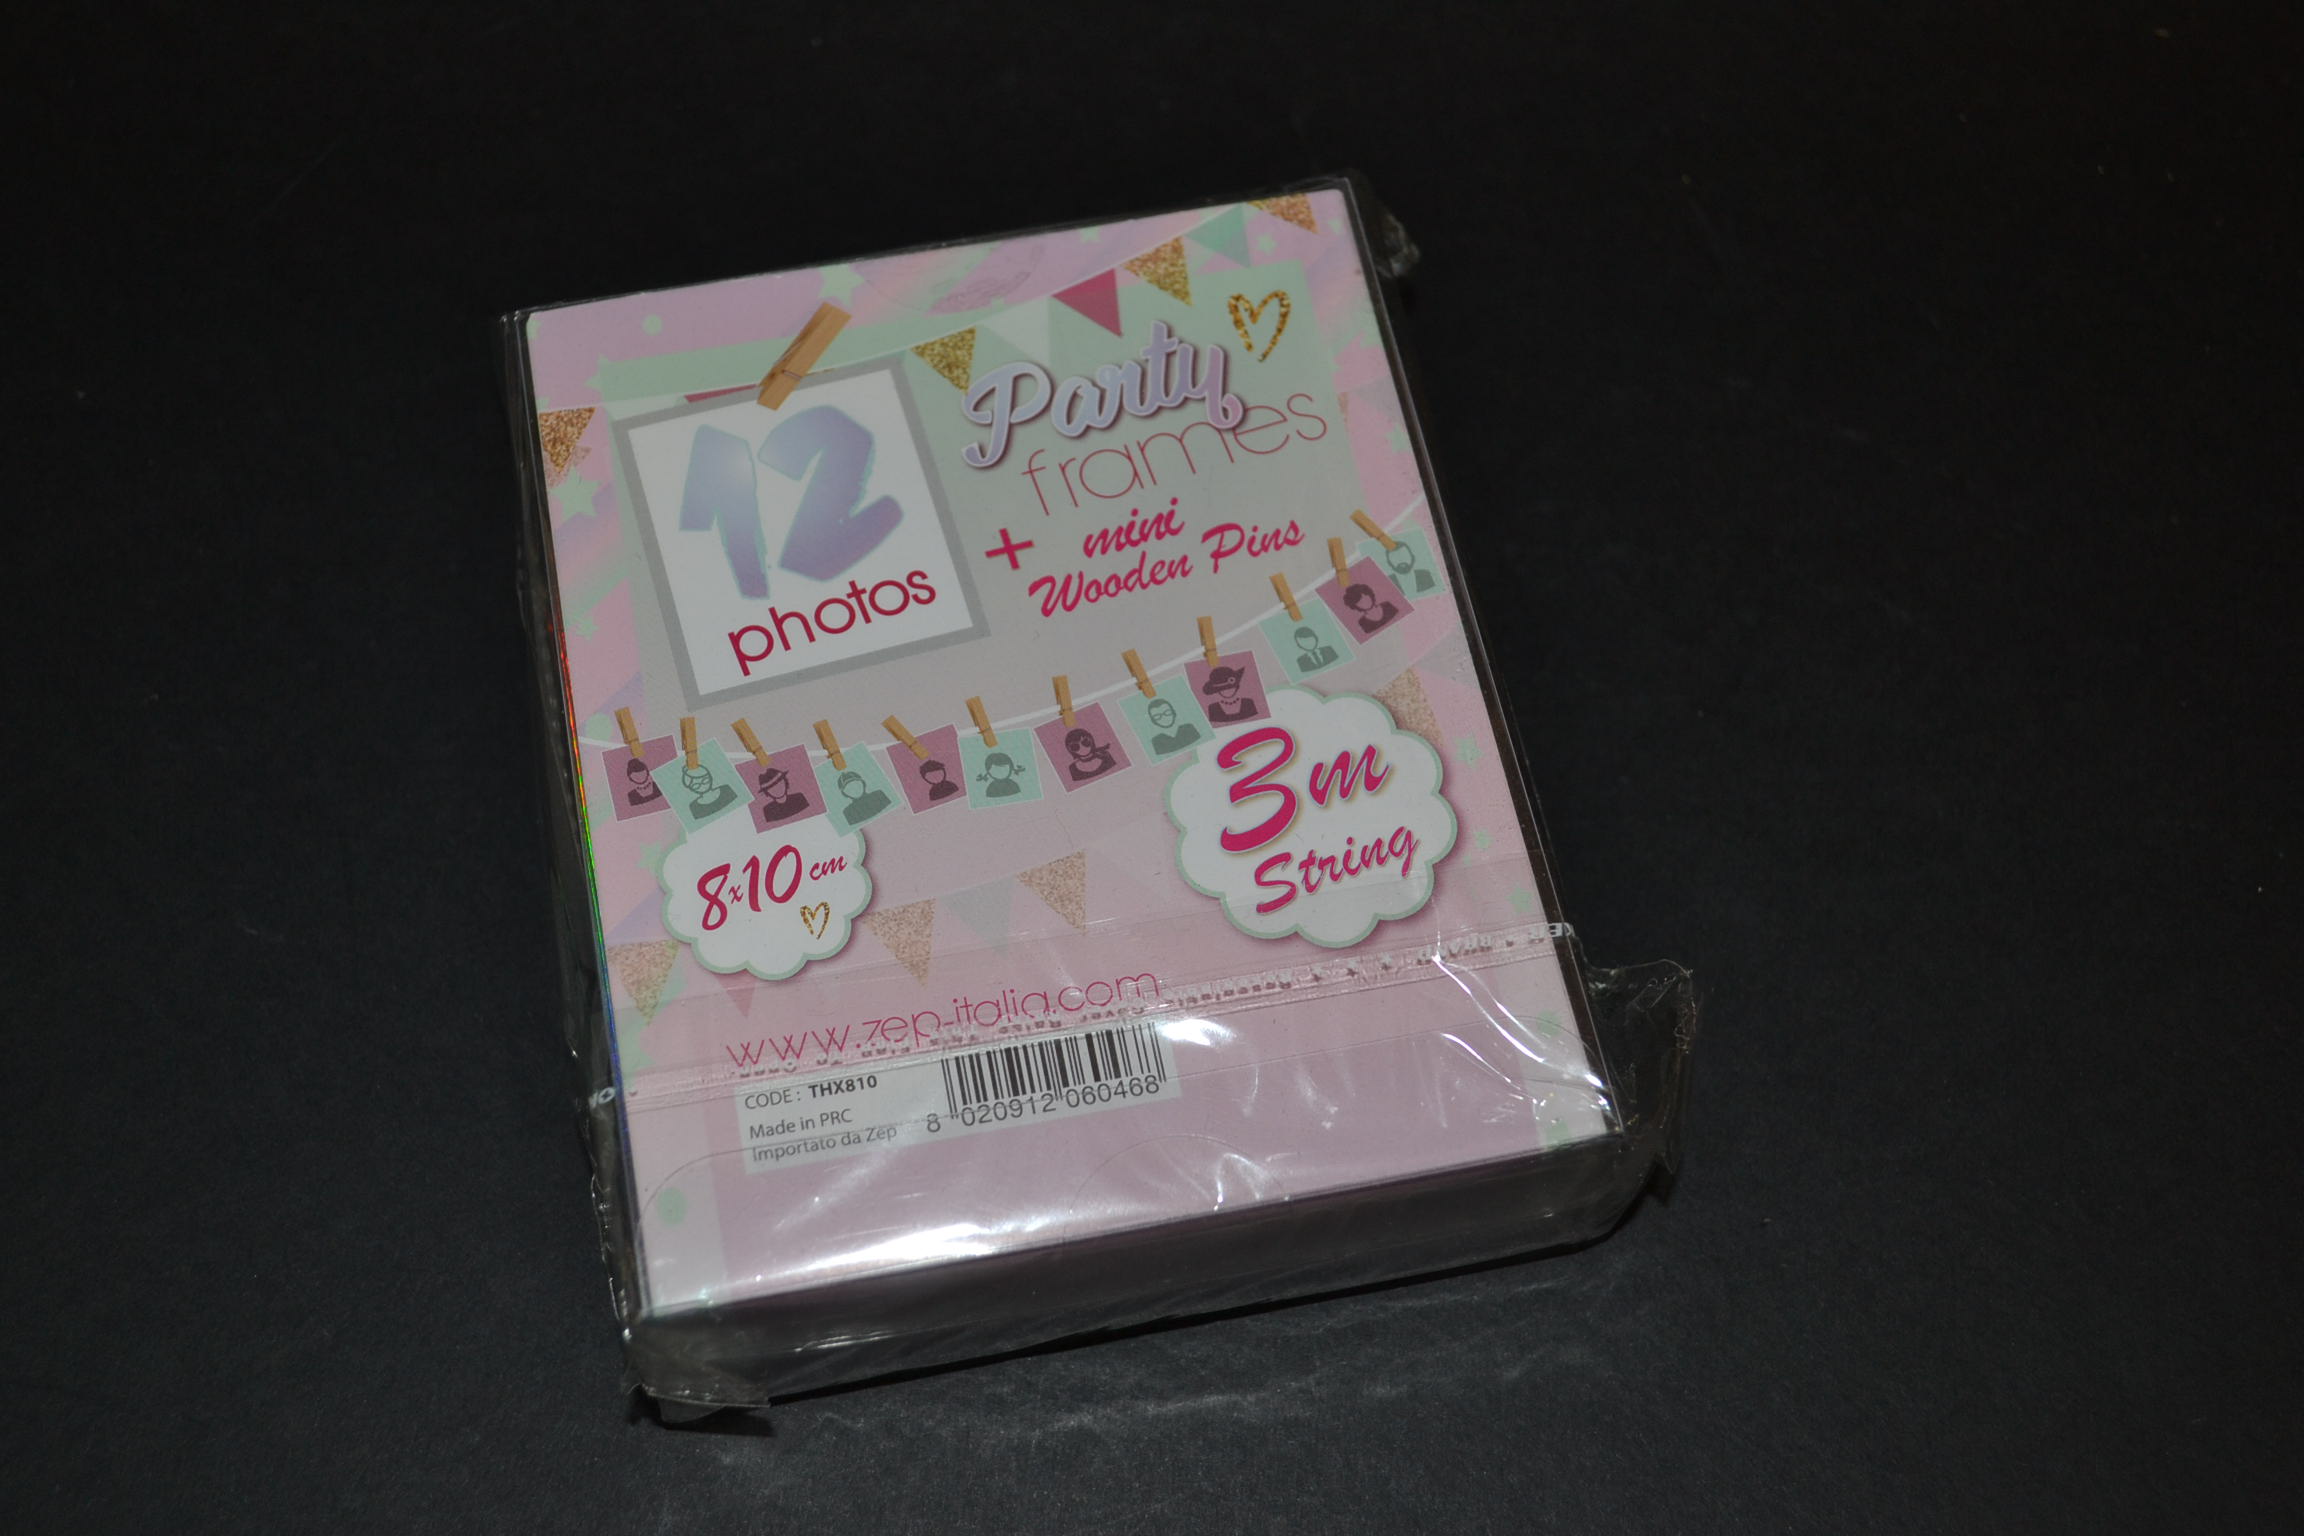 12
photos
Party
frames
+ mini
Wooden Pins
3m
String
8x10 cm
www.zep-italia.com
CODE: THX810
Made in PRC
Importato da Zep
8 020912 060468